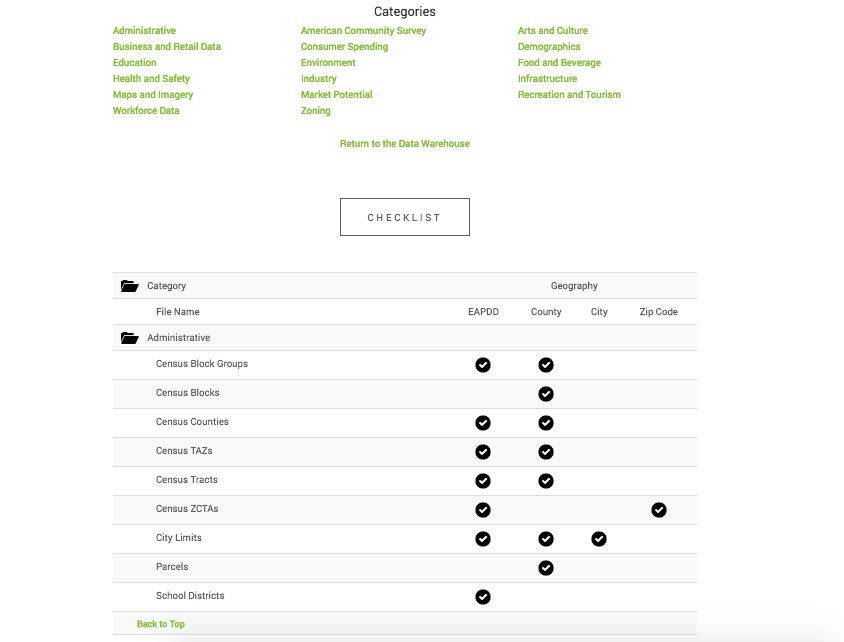 Categories
Administrative American Community Survey Arts and Culture
Business and Retail Data Consumer Spending Demographics
Education Environment Food and Beverage
Health and Safety Industry Infrastructure
Maps and Imagery Market Potential Recreation and Tourism
Workforce Data Zoning
Return to the Data Warehouse
CHECKLIST
Category Geography
File Name EAPDD County City Zip Code
Administrative
Census Block Groups
Census Blocks
Census Counties
Census TAZs
Census Tracts
Census ZCTAs
City Limits
Parcels
School Districts
Back to Top